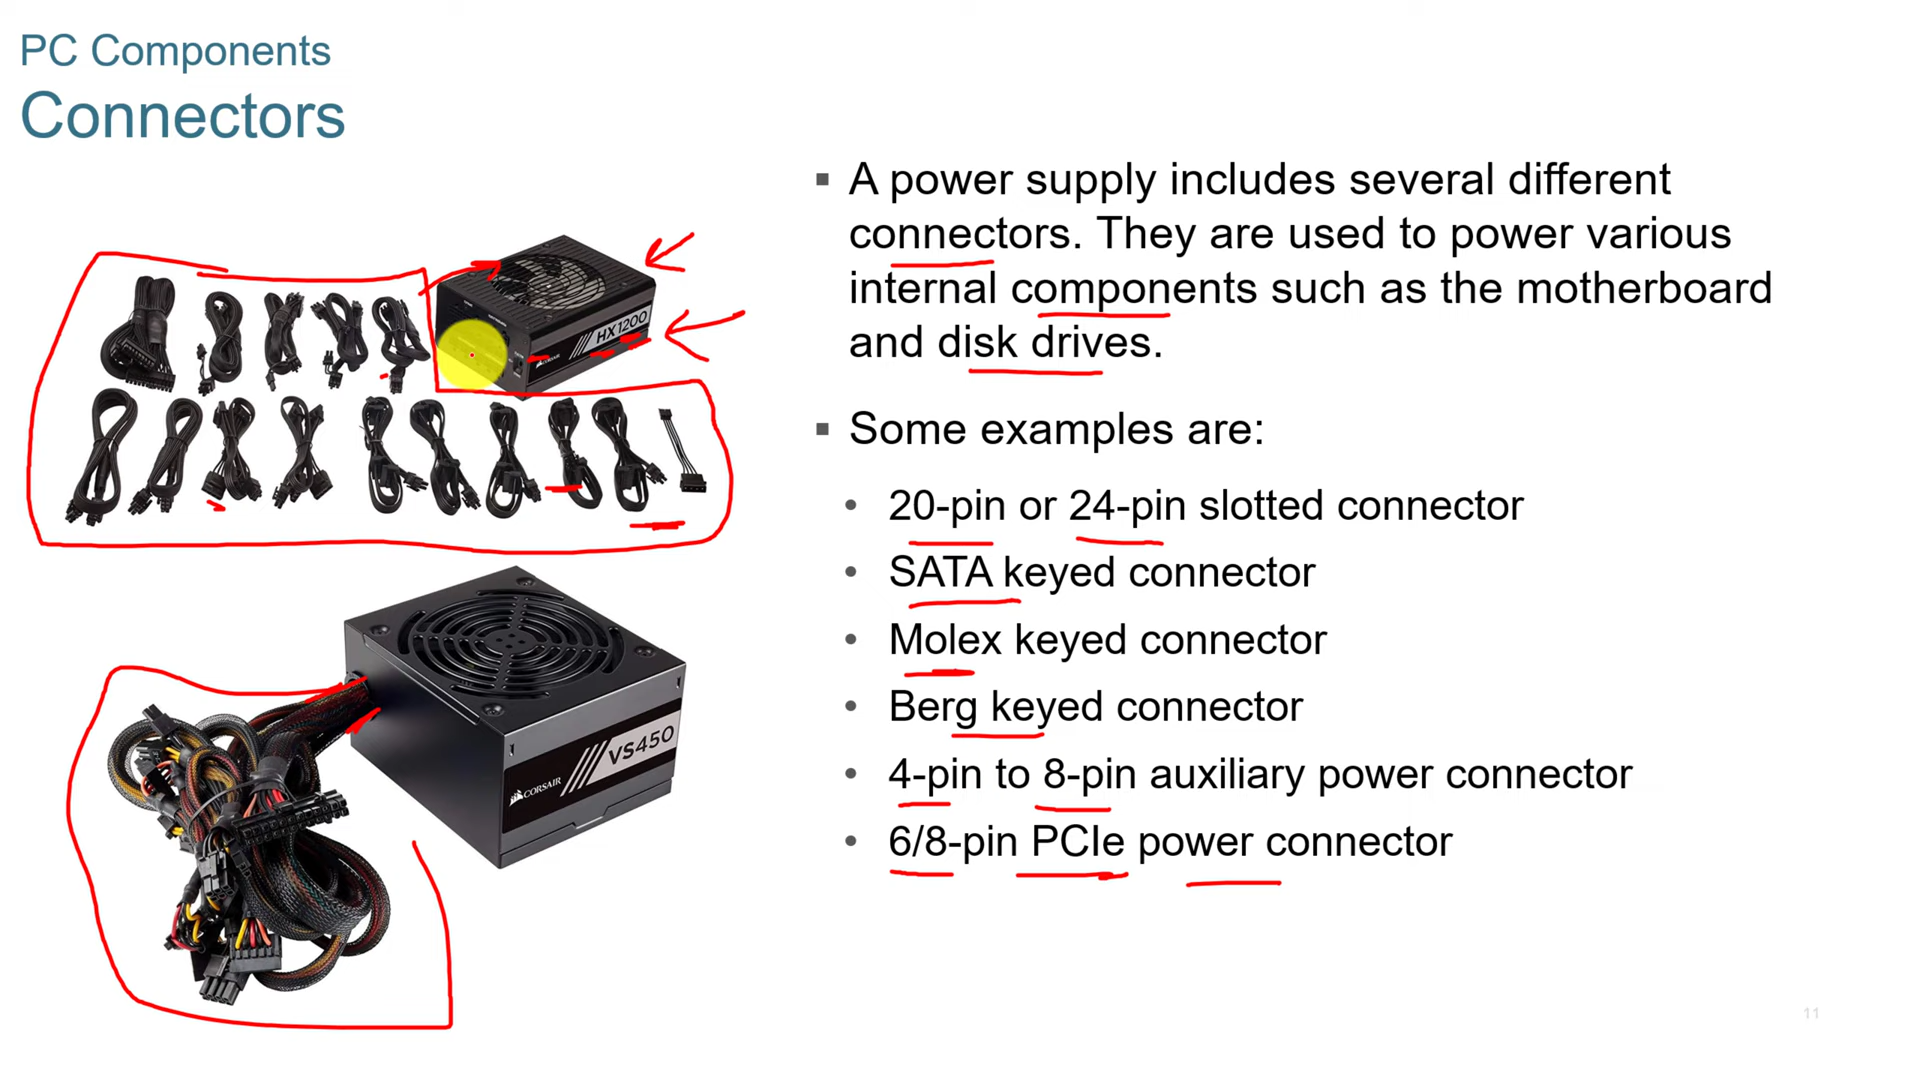 PC Components
Connectors
▪ A power supply includes several different
connectors. They are used to power various
internal components such as the motherboard
and disk drives.
▪ Some examples are:
• 20-pin or 24-pin slotted connector
• SATA keyed connector
• Molex keyed connector
• Berg keyed connector
• 4-pin to 8-pin auxiliary power connector
• 6/8-pin PCIe power connector
HX1200
CORSAIR
VS450
CORSAIR
11